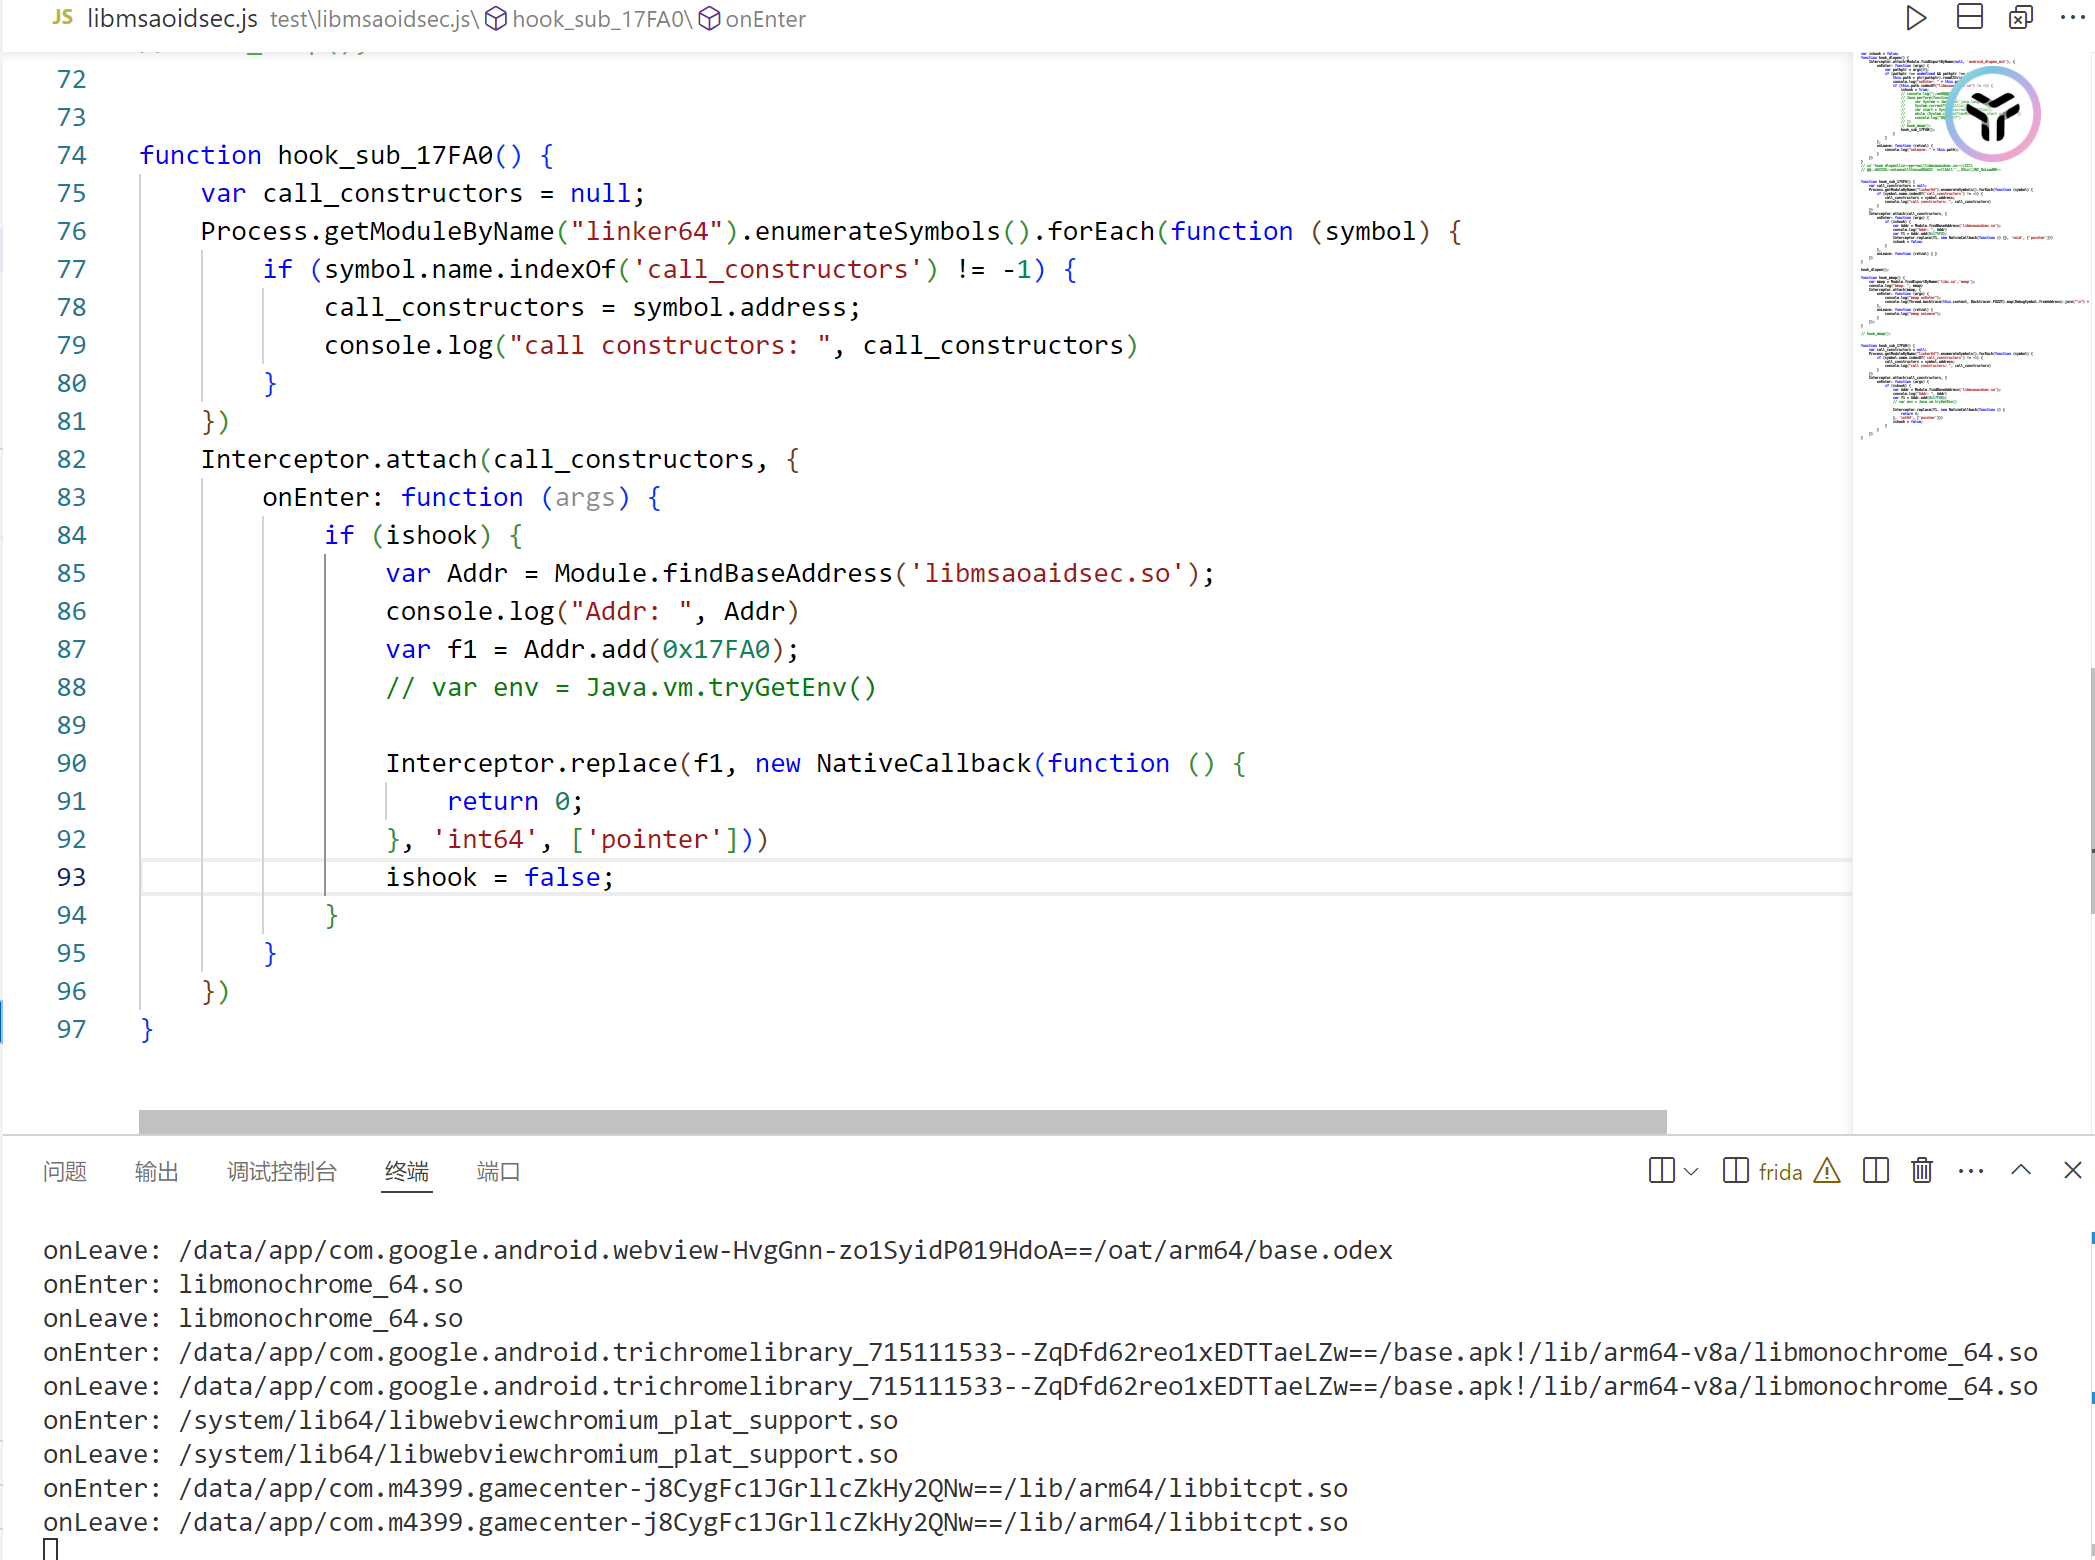 JS libmsaoidsec.js test\libmsaoidsec.js\ hook_sub_17FA0\ onEnter
72
73
74 function hook_sub_17FA0() {
75 var call_constructors = null;
76 Process.getModuleByName("linker64").enumerateSymbols().forEach(function (symbol) {
77 if (symbol.name.indexOf('call_constructors') != -1) {
78 call_constructors = symbol.address;
79 console.log("call constructors: ", call_constructors)
80 }
81 })
82 Interceptor.attach(call_constructors, {
83 onEnter: function (args) {
84 if (ishook) {
85 var Addr = Module.findBaseAddress('libmsaoaidsec.so');
86 console.log("Addr: ", Addr)
87 var f1 = Addr.add(0x17FA0);
88 // var env = Java.vm.tryGetEnv()
89
90 Interceptor.replace(f1, new NativeCallback(function () {
91 return 0;
92 }, 'int64', ['pointer']))
93 ishook = false;
94 }
95 }
96 })
97 }
问题 输出 调试控制台 终端 端口 frida
onLeave: /data/app/com.google.android.webview-HvgGnn-zo1SyidP019HdoA==/oat/arm64/base.odex
onEnter: libmonochrome_64.so
onLeave: libmonochrome_64.so
onEnter: /data/app/com.google.android.trichromelibrary_715111533--ZqDfd62reo1xEDTTaeLZw==/base.apk!/lib/arm64-v8a/libmonochrome_64.so
onLeave: /data/app/com.google.android.trichromelibrary_715111533--ZqDfd62reo1xEDTTaeLZw==/base.apk!/lib/arm64-v8a/libmonochrome_64.so
onEnter: /system/lib64/libwebviewchromium_plat_support.so
onLeave: /system/lib64/libwebviewchromium_plat_support.so
onEnter: /data/app/com.m4399.gamecenter-j8CygFc1JGrllcZkHy2QNw==/lib/arm64/libbitcpt.so
onLeave: /data/app/com.m4399.gamecenter-j8CygFc1JGrllcZkHy2QNw==/lib/arm64/libbitcpt.so